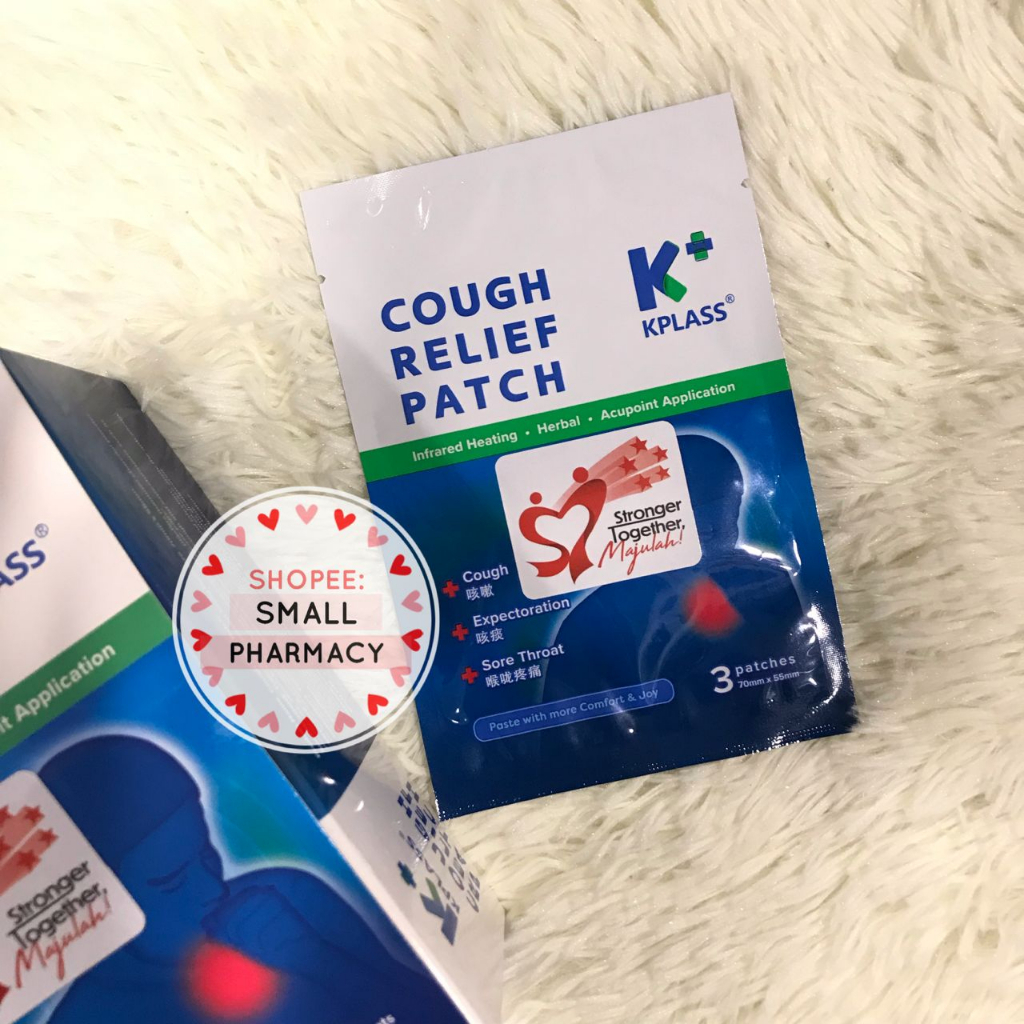 COUGH
RELIEF
PATCH
K+
KPLASS®
Infrared Heating • Herbal • Acupoint Application
Stronger
Together,
Majulah!
Cough
咳嗽
Expectoration
咳痰
Sore Throat
喉咙疼痛
3 patches
70mm x 55mm
Paste with more Comfort & Joy
SHOPEE:
SMALL
PHARMACY
ASS®
nt Application
Stronger
Together,
Majulah!